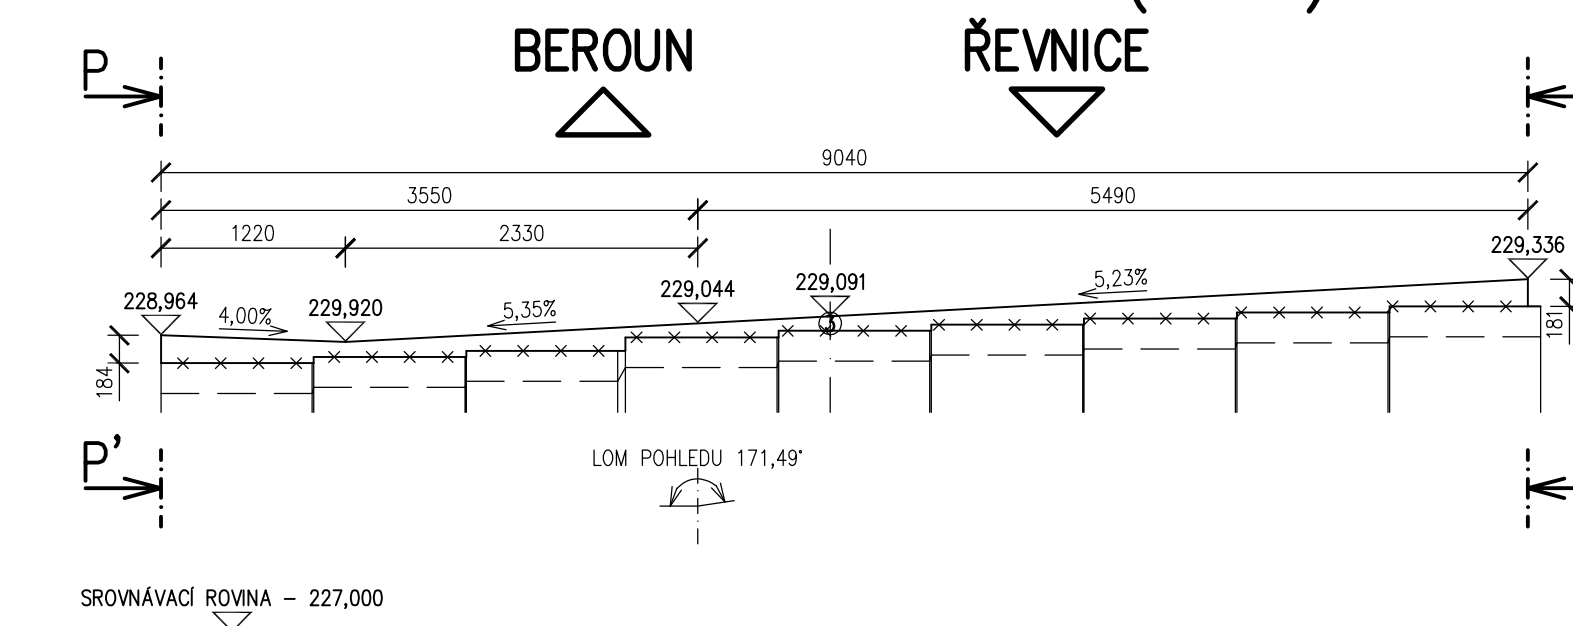 BEROUN
ŘEVNICE
P
9040
3550
5490
1220
2330
228,964
229,920
229,044
229,091
229,336
4,00%
5,35%
5,23%
184
181
P'
LOM POHLEDU 171,49°
SROVNÁVACÍ ROVINA – 227,000